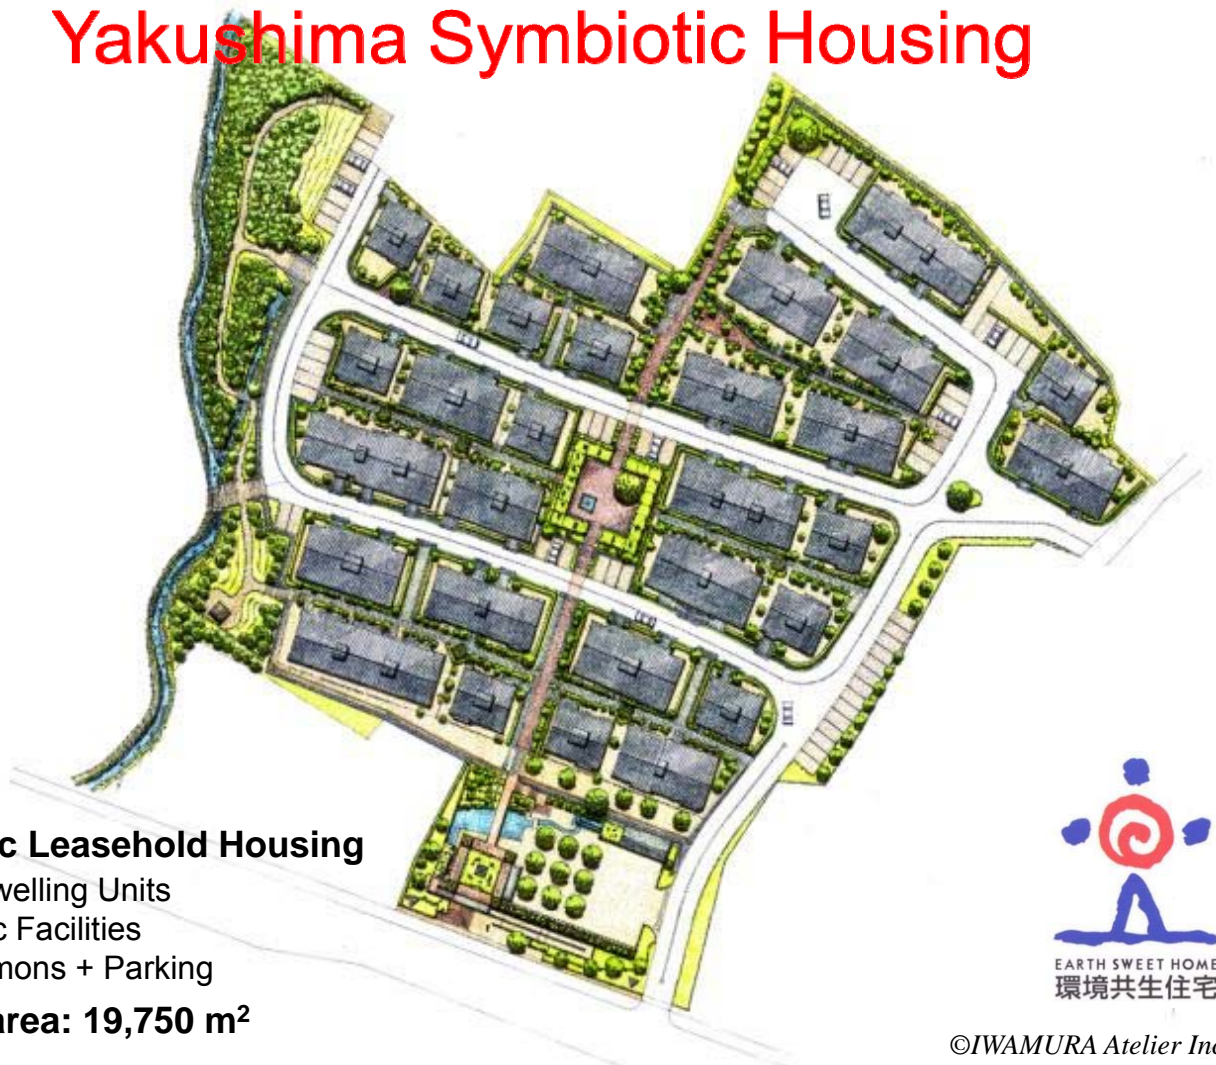 Yakushima Symbiotic Housing
c Leasehold Housing
welling Units
c Facilities
mons + Parking
area: 19,750 m²
EARTH SWEET HOME
環境共生住宅
©IWAMURA Atelier Inc